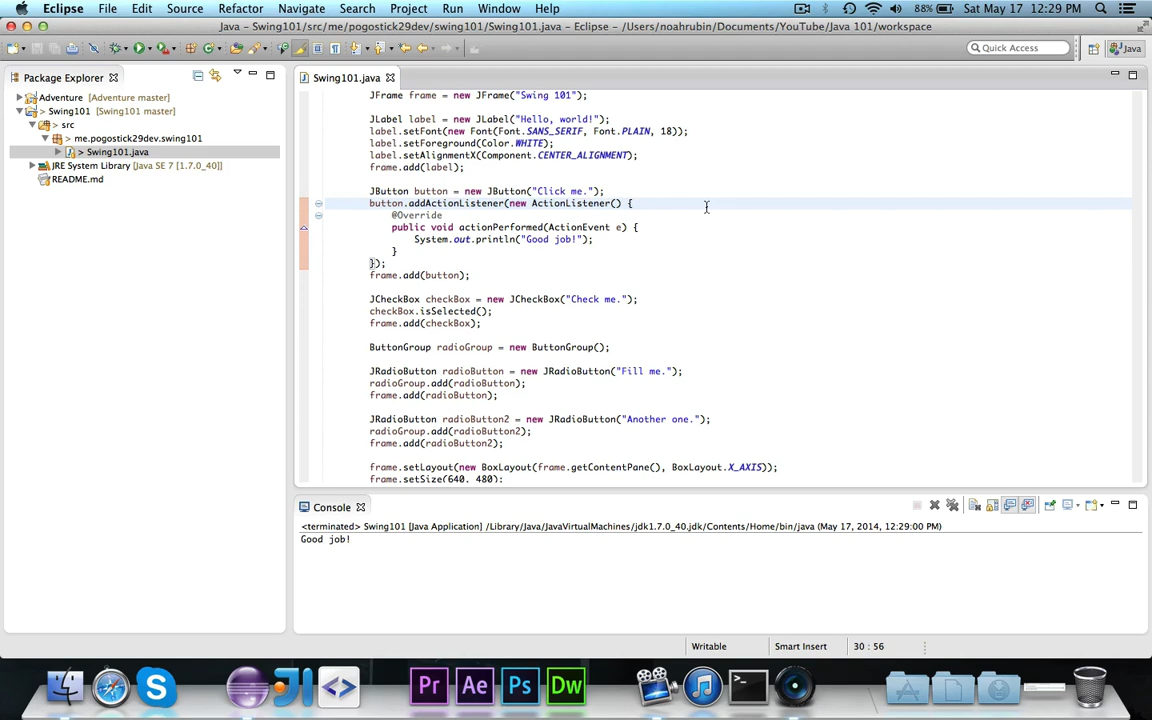 Eclipse File Edit Source Refactor Navigate Search Project Run Window Help 88% Sat May 17 12:29 PM
Java - Swing101/src/me/pogostick29dev/swing101/Swing101.java - Eclipse - /Users/noahrubin/Documents/YouTube/Java 101/workspace
Quick Access Java
Package Explorer
Adventure [Adventure master]
> Swing101 [Swing101 master]
> src
> me.pogostick29dev.swing101
> Swing101.java
JRE System Library [Java SE 7 [1.7.0_40]]
README.md
Swing101.java
JFrame frame = new JFrame("Swing 101");
JLabel label = new JLabel("Hello, world!");
label.setFont(new Font(Font.SANS_SERIF, Font.PLAIN, 18));
label.setForeground(Color.WHITE);
label.setAlignmentX(Component.CENTER_ALIGNMENT);
frame.add(label);
JButton button = new JButton("Click me.");
button.addActionListener(new ActionListener() {
@Override
public void actionPerformed(ActionEvent e) {
System.out.println("Good job!");
}
});
frame.add(button);
JCheckBox checkBox = new JCheckBox("Check me.");
checkBox.isSelected();
frame.add(checkBox);
ButtonGroup radioGroup = new ButtonGroup();
JRadioButton radioButton = new JRadioButton("Fill me.");
radioGroup.add(radioButton);
frame.add(radioButton);
JRadioButton radioButton2 = new JRadioButton("Another one.");
radioGroup.add(radioButton2);
frame.add(radioButton2);
frame.setLayout(new BoxLayout(frame.getContentPane(), BoxLayout.X_AXIS));
frame.setSize(640, 480);
Console
<terminated> Swing101 [Java Application] /Library/Java/JavaVirtualMachines/jdk1.7.0_40.jdk/Contents/Home/bin/java (May 17, 2014, 12:29:00 PM)
Good job!
Writable Smart Insert 30 : 56
Pr Ae Ps Dw